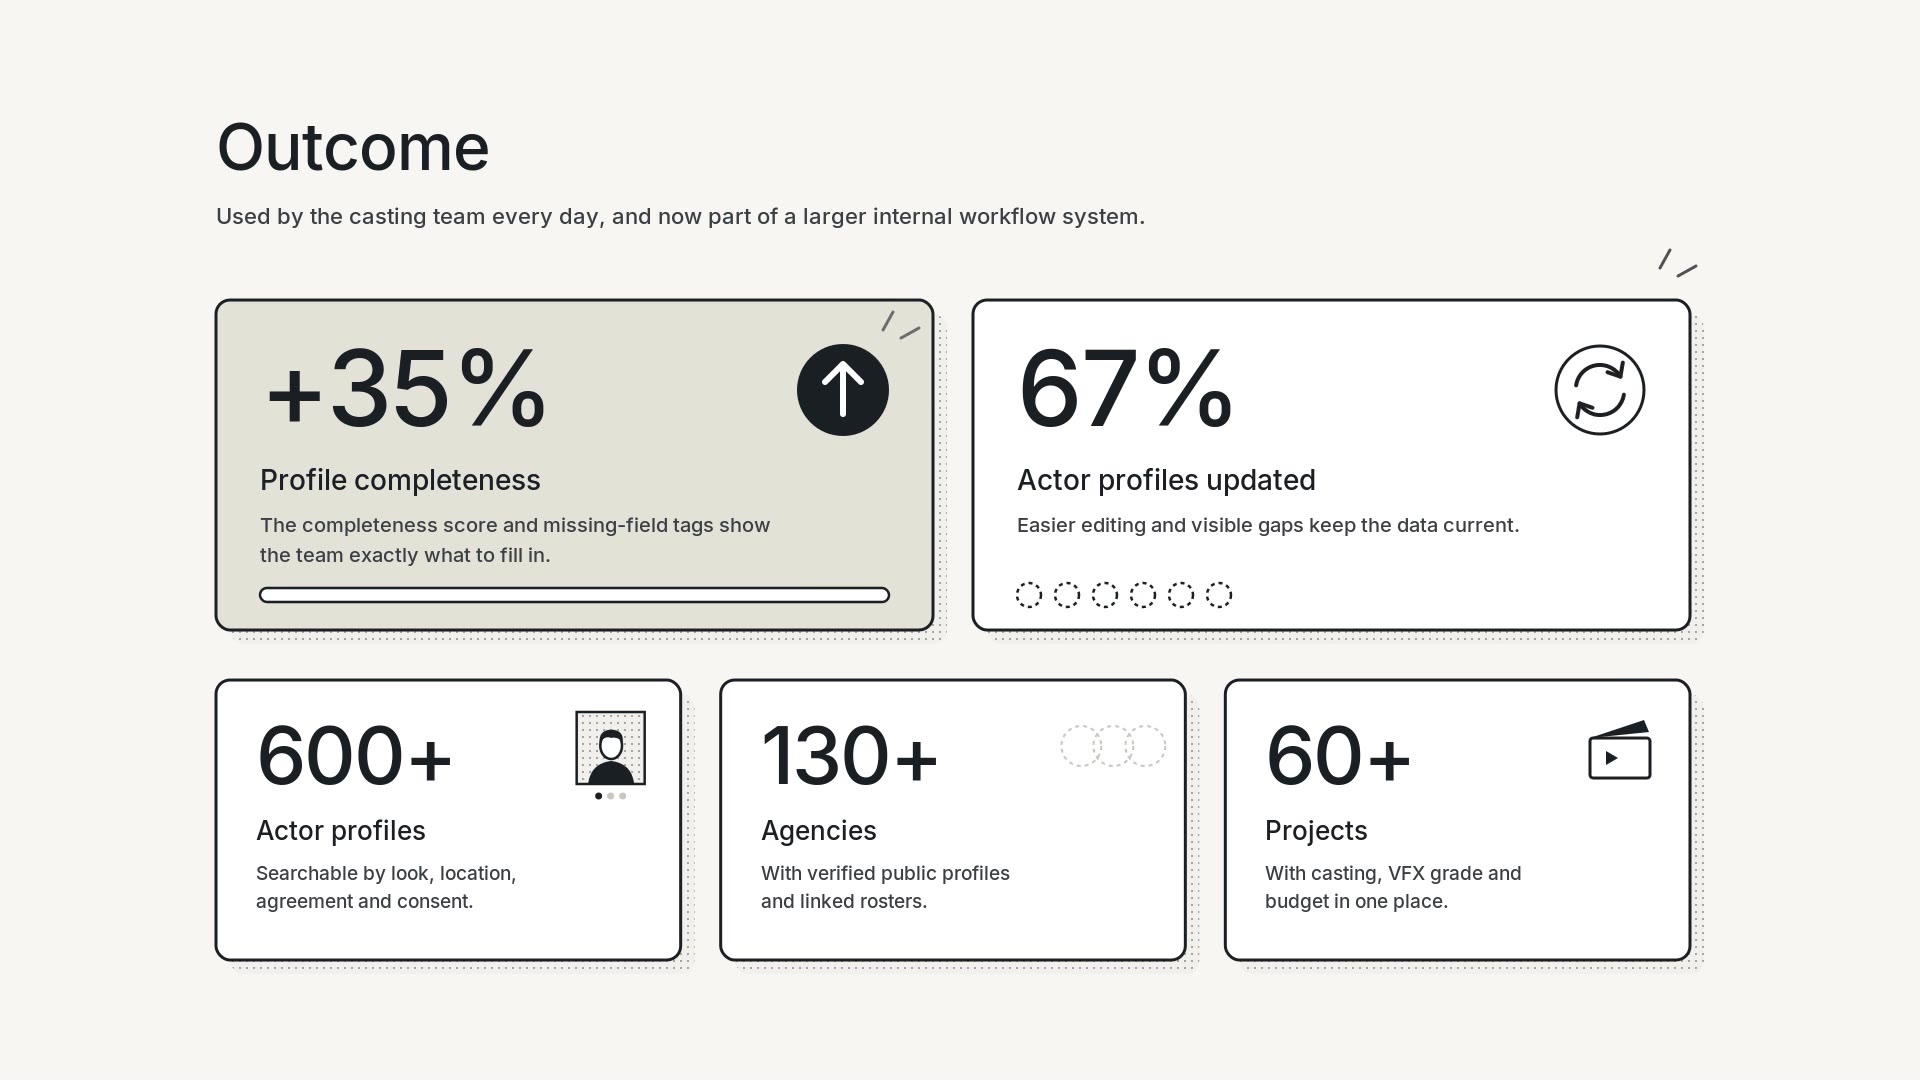 Outcome
Used by the casting team every day, and now part of a larger internal workflow system.
+35%
Profile completeness
The completeness score and missing-field tags show
the team exactly what to fill in.
67%
Actor profiles updated
Easier editing and visible gaps keep the data current.
600+
Actor profiles
Searchable by look, location,
agreement and consent.
130+
Agencies
With verified public profiles
and linked rosters.
60+
Projects
With casting, VFX grade and
budget in one place.